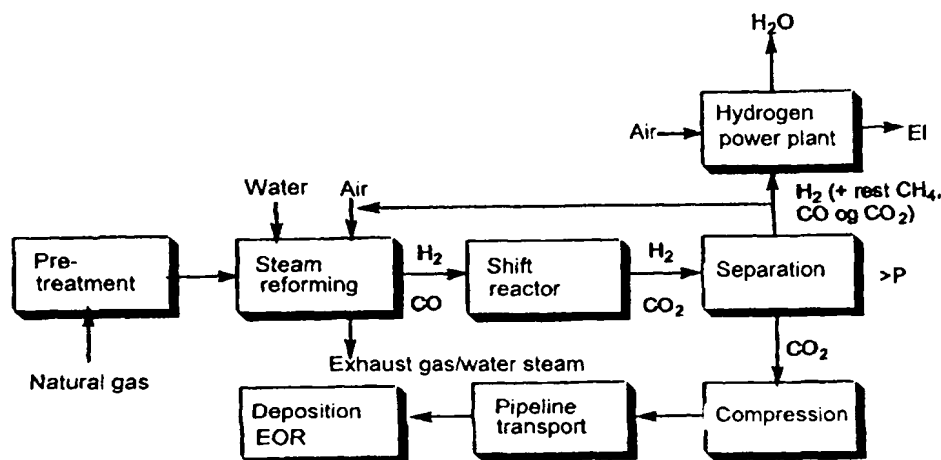 H₂O
Hydrogen
power plant
Air
El
H₂ (+ rest CH₄,
CO og CO₂)
Water
Air
Pre-
treatment
Steam
reforming
H₂
CO
Shift
reactor
H₂
CO₂
Separation
>P
Natural gas
Exhaust gas/water steam
CO₂
Deposition
EOR
Pipeline
transport
Compression